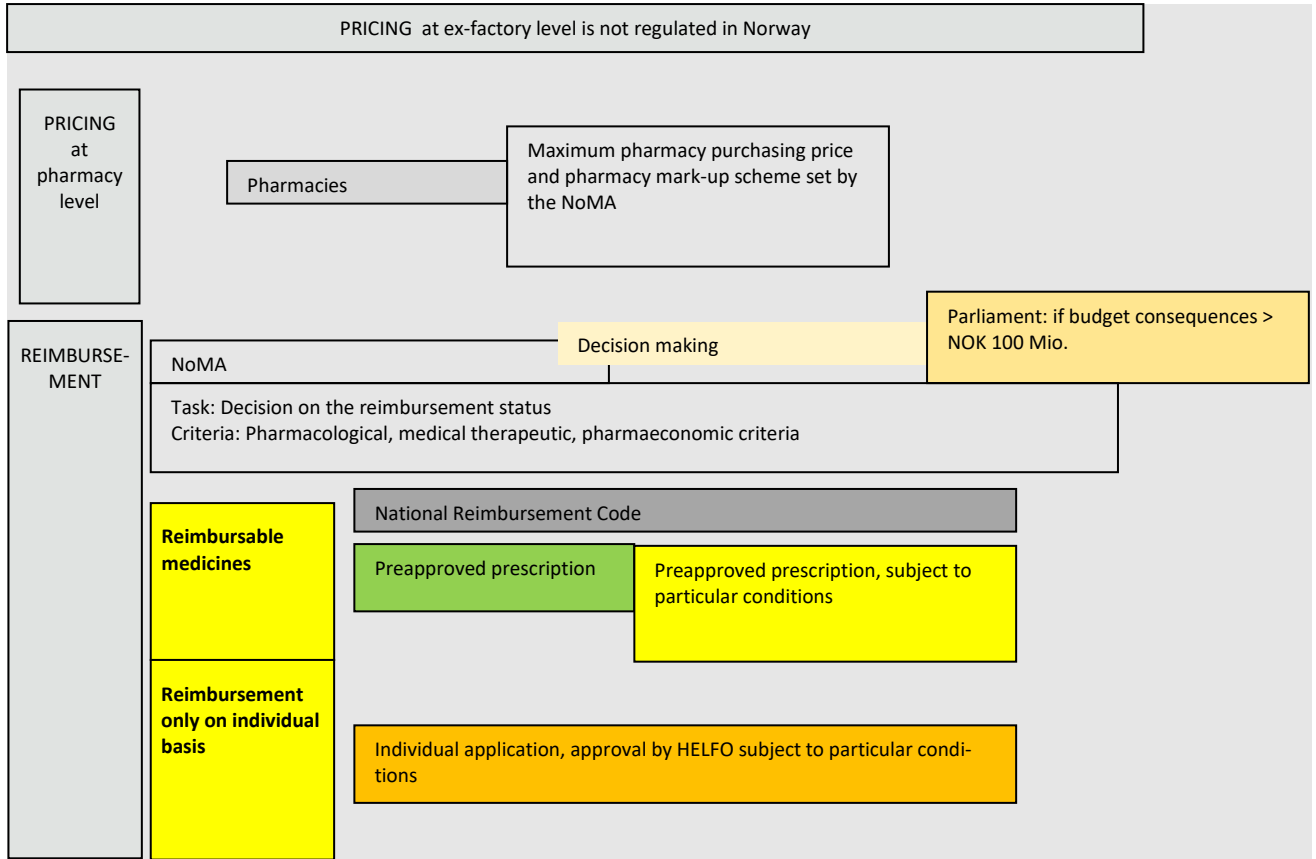 PRICING at ex-factory level is not regulated in Norway
PRICING
at
pharmacy
level
Pharmacies
Maximum pharmacy purchasing price
and pharmacy mark-up scheme set by
the NoMA
REIMBURSE-
MENT
NoMA
Decision making
Parliament: if budget consequences >
NOK 100 Mio.
Task: Decision on the reimbursement status
Criteria: Pharmacological, medical therapeutic, pharmaeconomic criteria
Reimbursable
medicines
National Reimbursement Code
Preapproved prescription
Preapproved prescription, subject to
particular conditions
Reimbursement
only on individual
basis
Individual application, approval by HELFO subject to particular condi-
tions